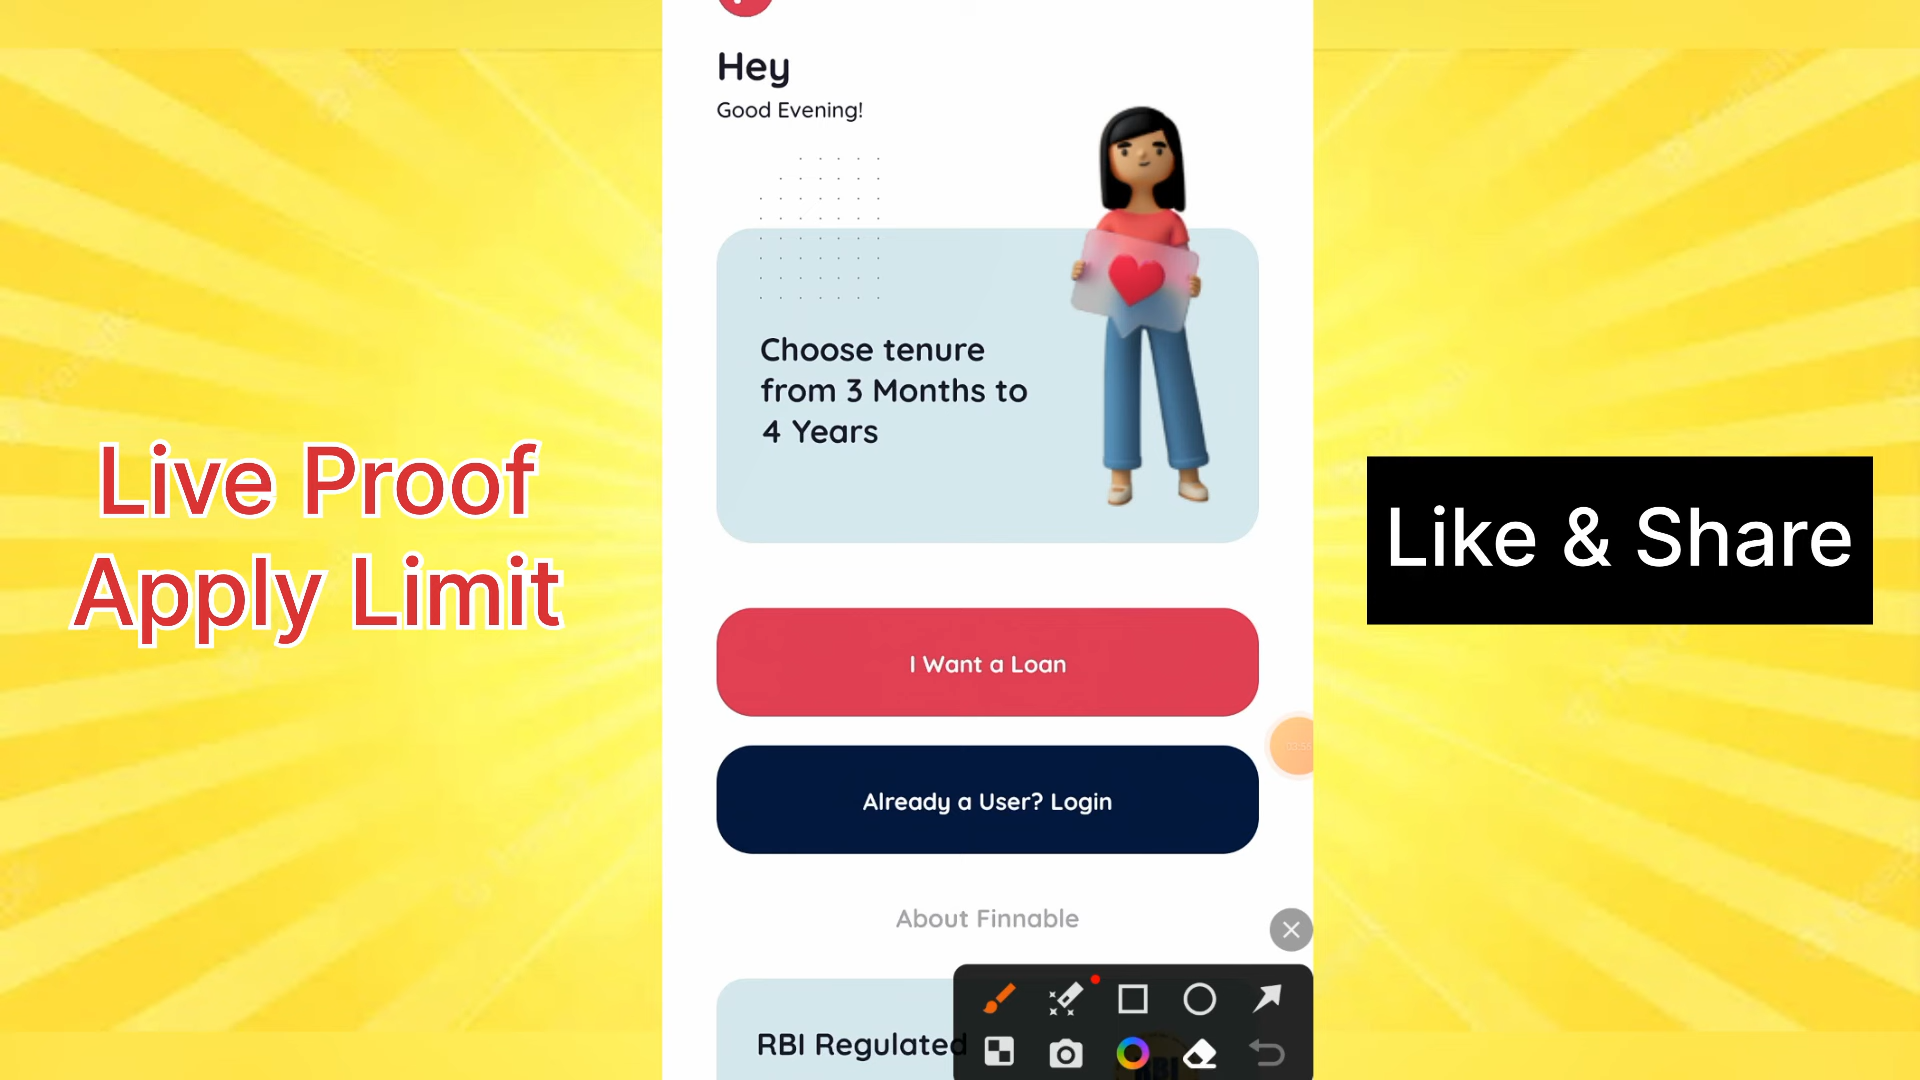 Hey
Good Evening!
Choose tenure
from 3 Months to
4 Years
Live Proof
Apply Limit
Like & Share
I Want a Loan
Already a User? Login
About Finnable
RBI Regulated
RBI